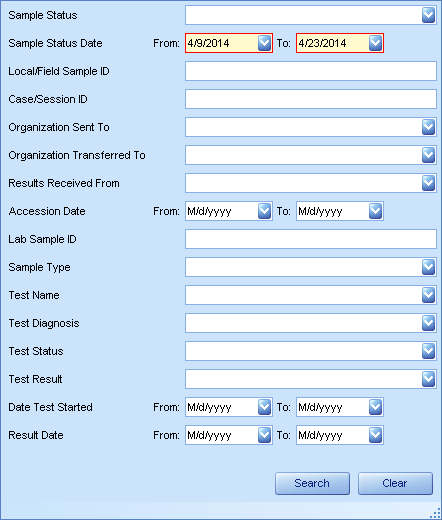 Sample Status
Sample Status Date From: 4/9/2014 To: 4/23/2014
Local/Field Sample ID
Case/Session ID
Organization Sent To
Organization Transferred To
Results Received From
Accession Date From: M/d/yyyy To: M/d/yyyy
Lab Sample ID
Sample Type
Test Name
Test Diagnosis
Test Status
Test Result
Date Test Started From: M/d/yyyy To: M/d/yyyy
Result Date From: M/d/yyyy To: M/d/yyyy
Search Clear